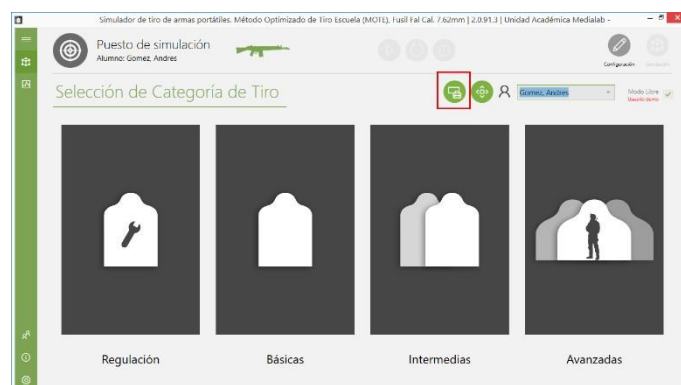 Simulador de tiro de armas portátiles. Método Optimizado de Tiro Escuela (MOTE). Fusil Fal Cal. 7.62mm | 2.0.91.3 | Unidad Académica Medialab -
Puesto de simulación
Alumno: Gomez, Andres
Configuración
Selección de Categoría de Tiro
Gomez, Andres
Modo Libre
Usuario demo
Regulación
Básicas
Intermedias
Avanzadas